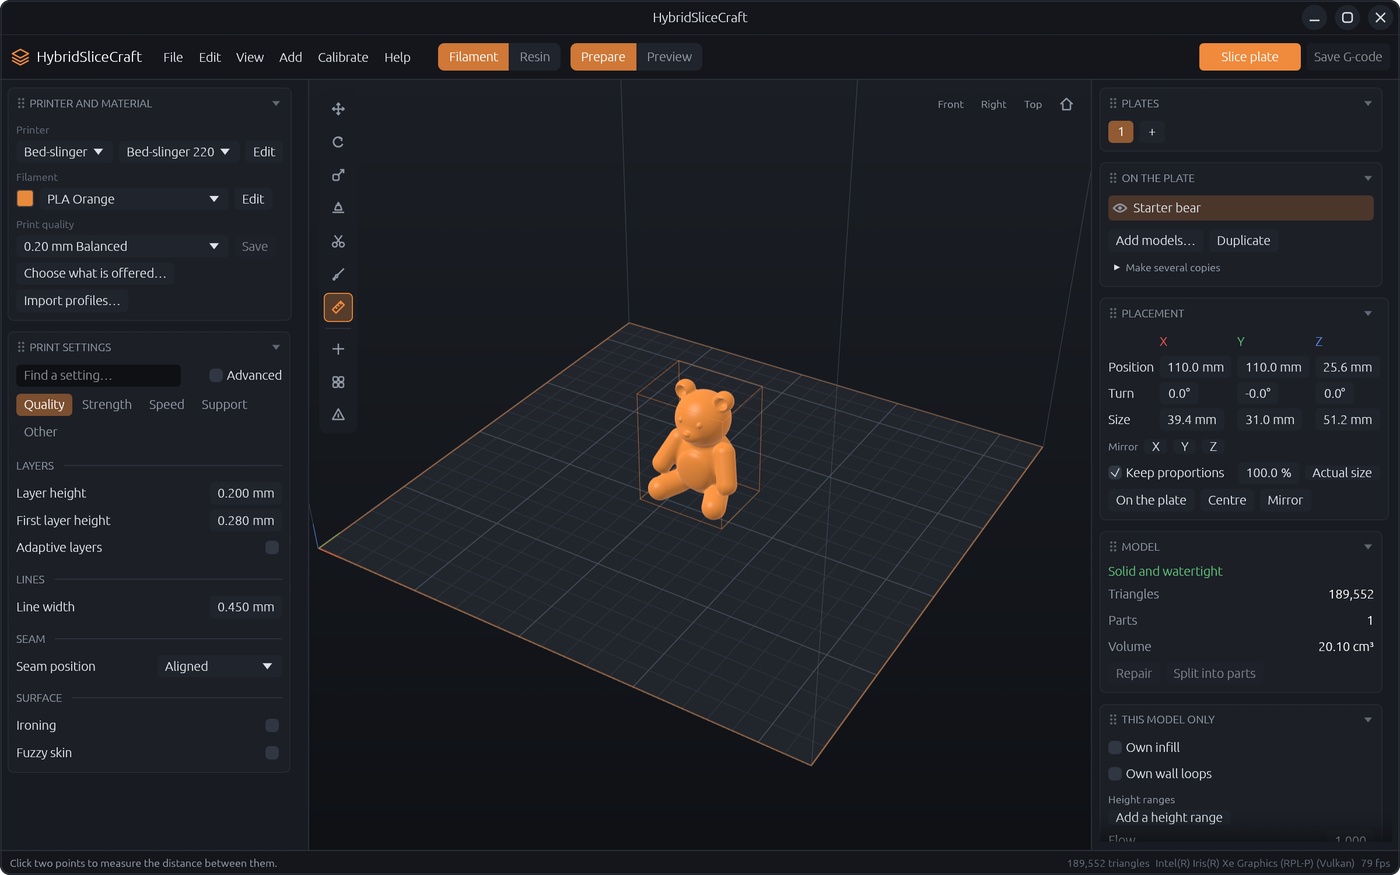 HybridSliceCraft
HybridSliceCraft File Edit View Add Calibrate Help Filament Resin Prepare Preview Slice plate Save G-code
PRINTER AND MATERIAL
Printer
Bed-slinger Bed-slinger 220 Edit
Filament
PLA Orange Edit
Print quality
0.20 mm Balanced Save
Choose what is offered...
Import profiles...
PRINT SETTINGS
Find a setting... Advanced
Quality Strength Speed Support
Other
LAYERS
Layer height 0.200 mm
First layer height 0.280 mm
Adaptive layers
LINES
Line width 0.450 mm
SEAM
Seam position Aligned
SURFACE
Ironing
Fuzzy skin
Front Right Top
PLATES
1 +
ON THE PLATE
Starter bear
Add models... Duplicate
Make several copies
PLACEMENT
X Y Z
Position 110.0 mm 110.0 mm 25.6 mm
Turn 0.0° -0.0° 0.0°
Size 39.4 mm 31.0 mm 51.2 mm
Mirror X Y Z
Keep proportions 100.0 % Actual size
On the plate Centre Mirror
MODEL
Solid and watertight
Triangles 189,552
Parts 1
Volume 20.10 cm³
Repair Split into parts
THIS MODEL ONLY
Own infill
Own wall loops
Height ranges
Add a height range
Flow 1.000
Click two points to measure the distance between them. 189,552 triangles Intel(R) Iris(R) Xe Graphics (RPL-P) (Vulkan) 79 fps